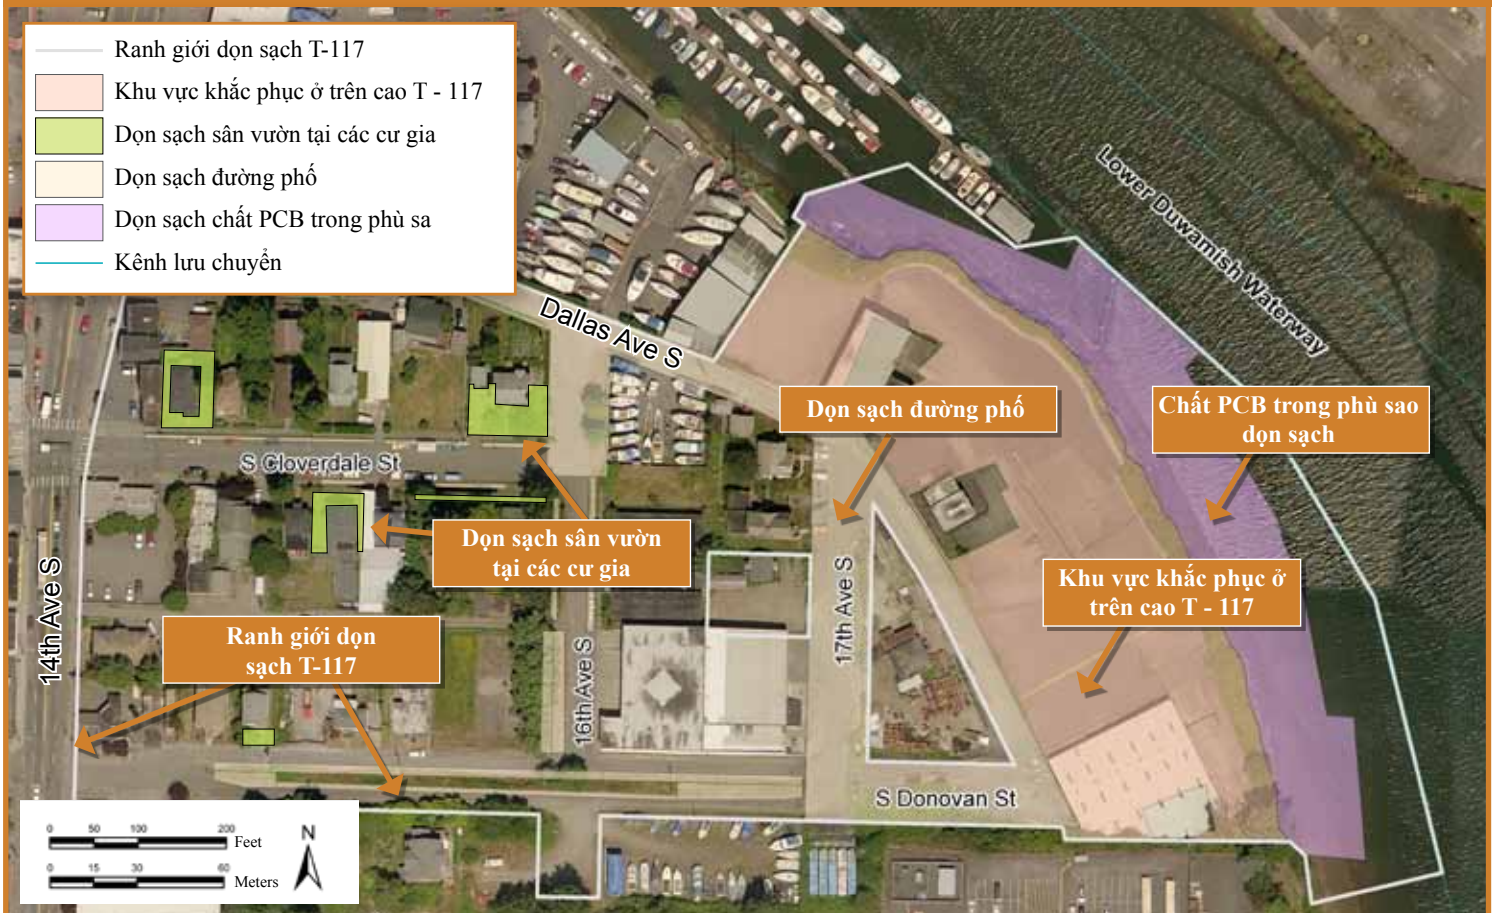 Ranh giới dọn sạch T-117
Khu vực khắc phục ở trên cao T - 117
Dọn sạch sân vườn tại các cư gia
Dọn sạch đường phố
Dọn sạch chất PCB trong phù sa
Kênh lưu chuyển
Lower Duwamish Waterway
Dallas Ave S
Dọn sạch đường phố
Chất PCB trong phù sao
dọn sạch
S Cloverdale St
Dọn sạch sân vườn
tại các cư gia
14th Ave S
16th Ave S
17th Ave S
Khu vực khắc phục ở
trên cao T - 117
Ranh giới dọn
sạch T-117
S Donovan St
0 50 100 200
Feet
0 15 30 60
Meters
N